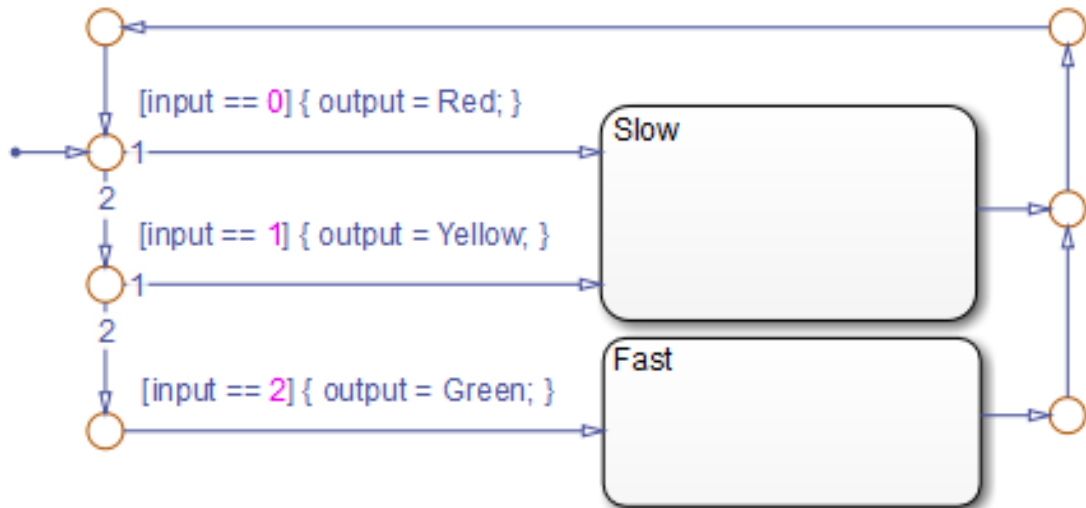 [input == 0] { output = Red; }
Slow
1
2
[input == 1] { output = Yellow; }
1
2
Fast
[input == 2] { output = Green; }